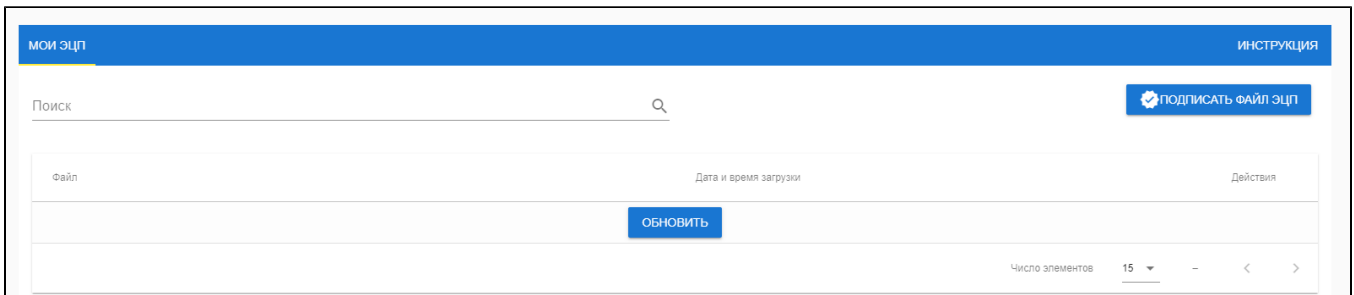 МОИ ЭЦП ИНСТРУКЦИЯ
Поиск ПОДПИСАТЬ ФАЙЛ ЭЦП
Файл Дата и время загрузки Действия
ОБНОВИТЬ
Число элементов 15 –